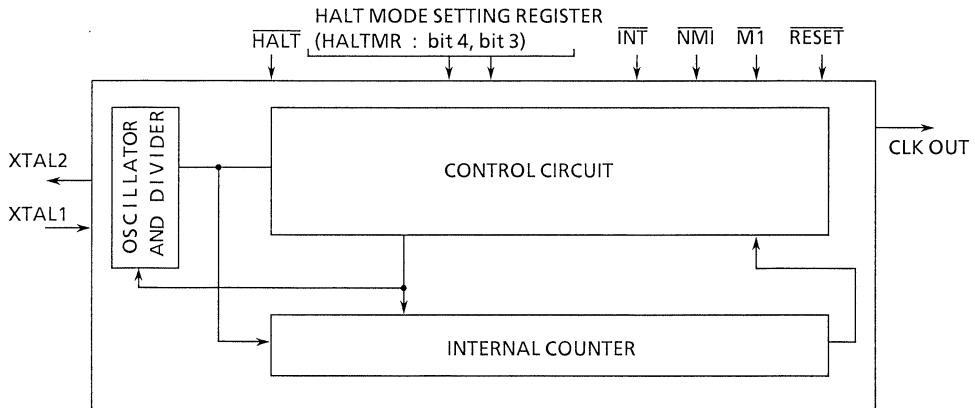 HALT MODE SETTING REGISTER
HALT (HALTMR : bit 4, bit 3) INT NMI M1 RESET
OSCILLATOR
AND DIVIDER
CONTROL CIRCUIT
CLK OUT
XTAL2
XTAL1
INTERNAL COUNTER